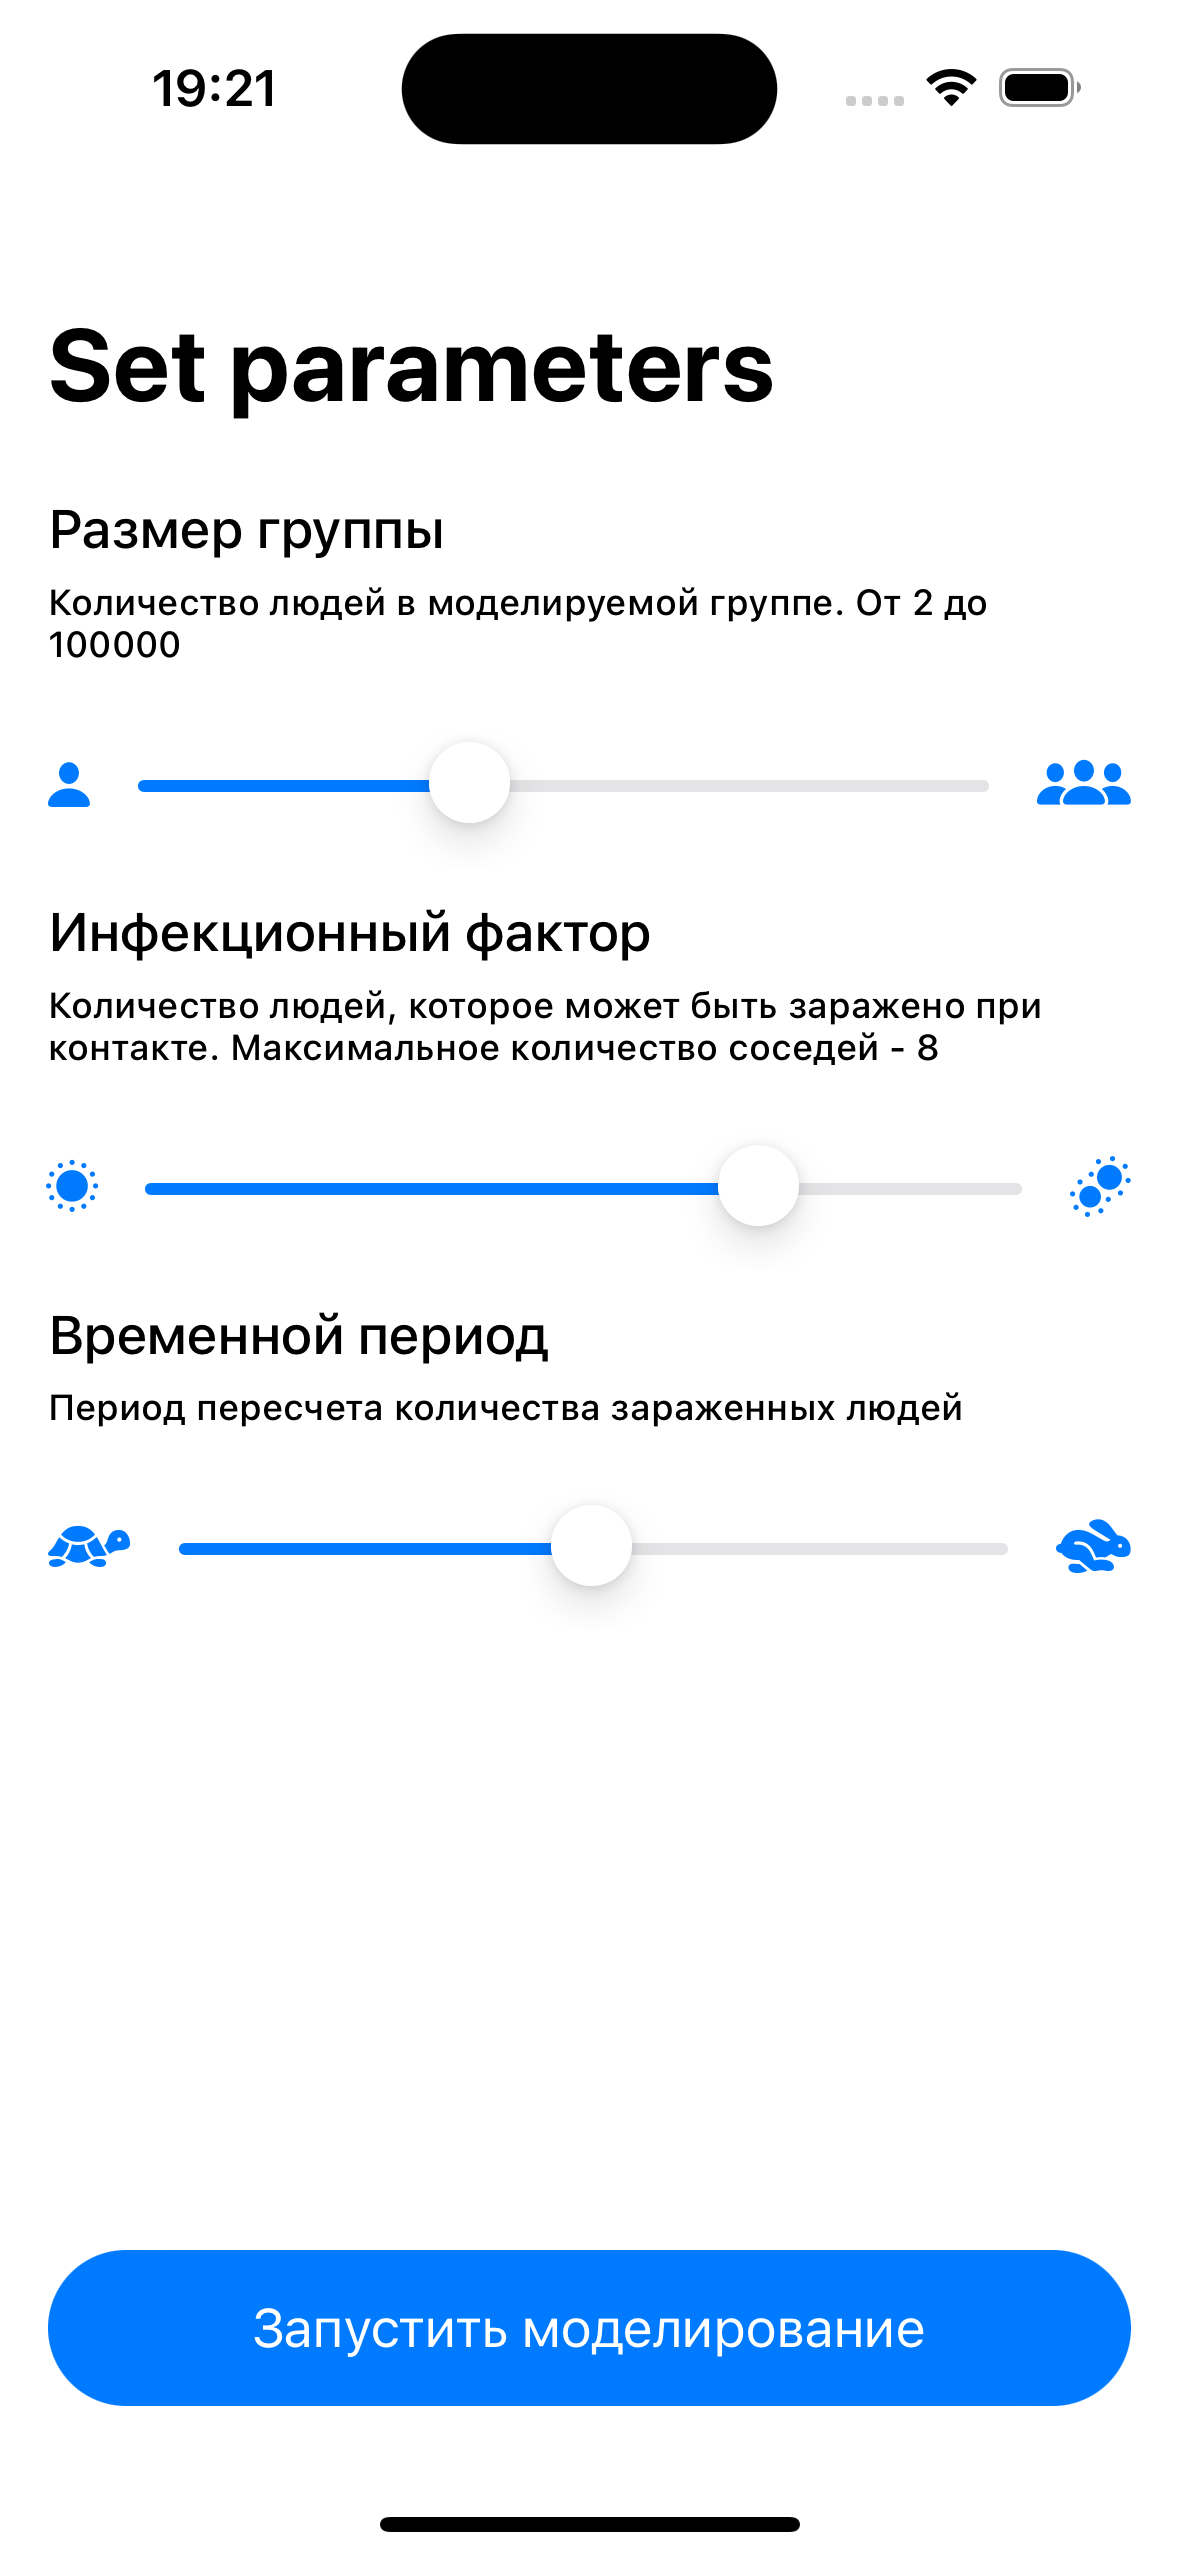 19:21
Set parameters
Размер группы
Количество людей в моделируемой группе. От 2 до
100000
Инфекционный фактор
Количество людей, которое может быть заражено при
контакте. Максимальное количество соседей - 8
Временной период
Период пересчета количества зараженных людей
Запустить моделирование